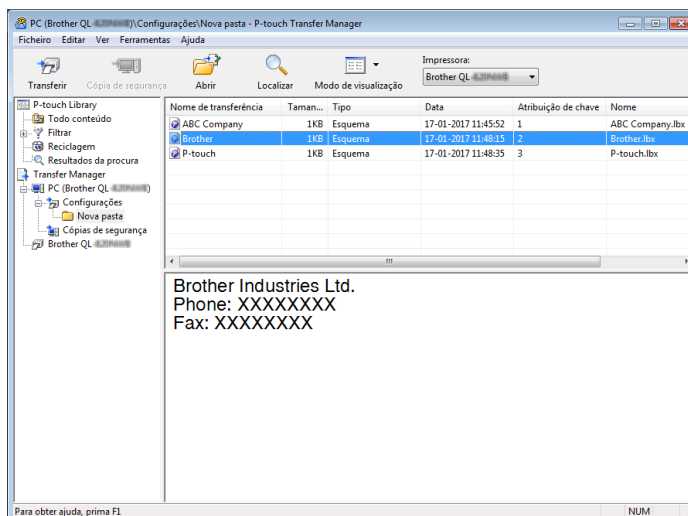 PC (Brother QL-)\Configurações\Nova pasta - P-touch Transfer Manager
Ficheiro Editar Ver Ferramentas Ajuda
Transferir Cópia de segurança Abrir Localizar Modo de visualização
Impressora:
Brother QL
P-touch Library
Todo conteúdo
Filtrar
Reciclagem
Resultados da procura
Transfer Manager
PC (Brother QL-)
Configurações
Nova pasta
Cópias de segurança
Brother QL
Nome de transferência Taman... Tipo Data Atribuição de chave Nome
ABC Company 1KB Esquema 17-01-2017 11:45:52 1 ABC Company.lbx
Brother 1KB Esquema 17-01-2017 11:48:15 2 Brother.lbx
P-touch 1KB Esquema 17-01-2017 11:48:35 3 P-touch.lbx
Brother Industries Ltd.
Phone: XXXXXXXX
Fax: XXXXXXXX
Para obter ajuda, prima F1 NUM